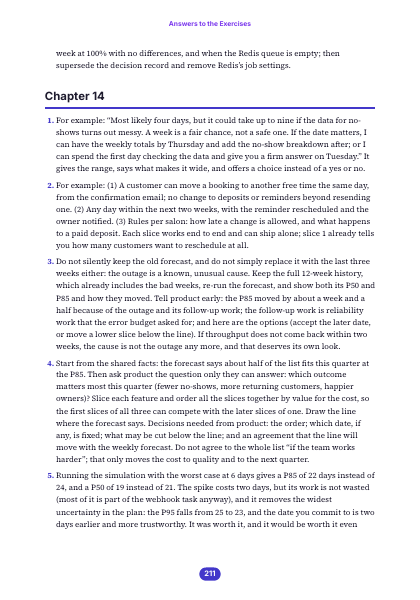 Answers to the Exercises
week at 100% with no differences, and when the Redis queue is empty; then
supersede the decision record and remove Redis's job settings.
Chapter 14
1. For example: "Most likely four days, but it could take up to nine if the data for no-
shows turns out messy. A week is a fair chance, not a safe one. If the date matters, I
can have the weekly totals by Thursday and add the no-show breakdown after; or I
can spend the first day checking the data and give you a firm answer on Tuesday." It
gives the range, says what makes it wide, and offers a choice instead of a yes or no.
2. For example: (1) A customer can move a booking to another free time the same day,
from the confirmation email; no change to deposits or reminders beyond resending
one. (2) Any day within the next two weeks, with the reminder rescheduled and the
owner notified. (3) Rules per salon: how late a change is allowed, and what happens
to a paid deposit. Each slice works end to end and can ship alone; slice 1 already tells
you how many customers want to reschedule at all.
3. Do not silently keep the old forecast, and do not simply replace it with the last three
weeks either: the outage is a known, unusual cause. Keep the full 12-week history,
which already includes the bad weeks, re-run the forecast, and show both its P50 and
P85 and how they moved. Tell product early: the P85 moved by about a week and a
half because of the outage and its follow-up work; the follow-up work is reliability
work that the error budget asked for; and here are the options (accept the later date,
or move a lower slice below the line). If throughput does not come back within two
weeks, the cause is not the outage any more, and that deserves its own look.
4. Start from the shared facts: the forecast says about half of the list fits this quarter at
the P85. Then ask product the question only they can answer: which outcome
matters most this quarter (fewer no-shows, more returning customers, happier
owners)? Slice each feature and order all the slices together by value for the cost, so
the first slices of all three can compete with the later slices of one. Draw the line
where the forecast says. Decisions needed from product: the order; which date, if
any, is fixed; what may be cut below the line; and an agreement that the line will
move with the weekly forecast. Do not agree to the whole list "if the team works
harder"; that only moves the cost to quality and to the next quarter.
5. Running the simulation with the worst case at 6 days gives a P85 of 22 days instead of
24, and a P50 of 19 instead of 21. The spike costs two days, but its work is not wasted
(most of it is part of the webhook task anyway), and it removes the widest
uncertainty in the plan: the P95 falls from 25 to 23, and the date you commit to is two
days earlier and more trustworthy. It was worth it, and it would be worth it even
211